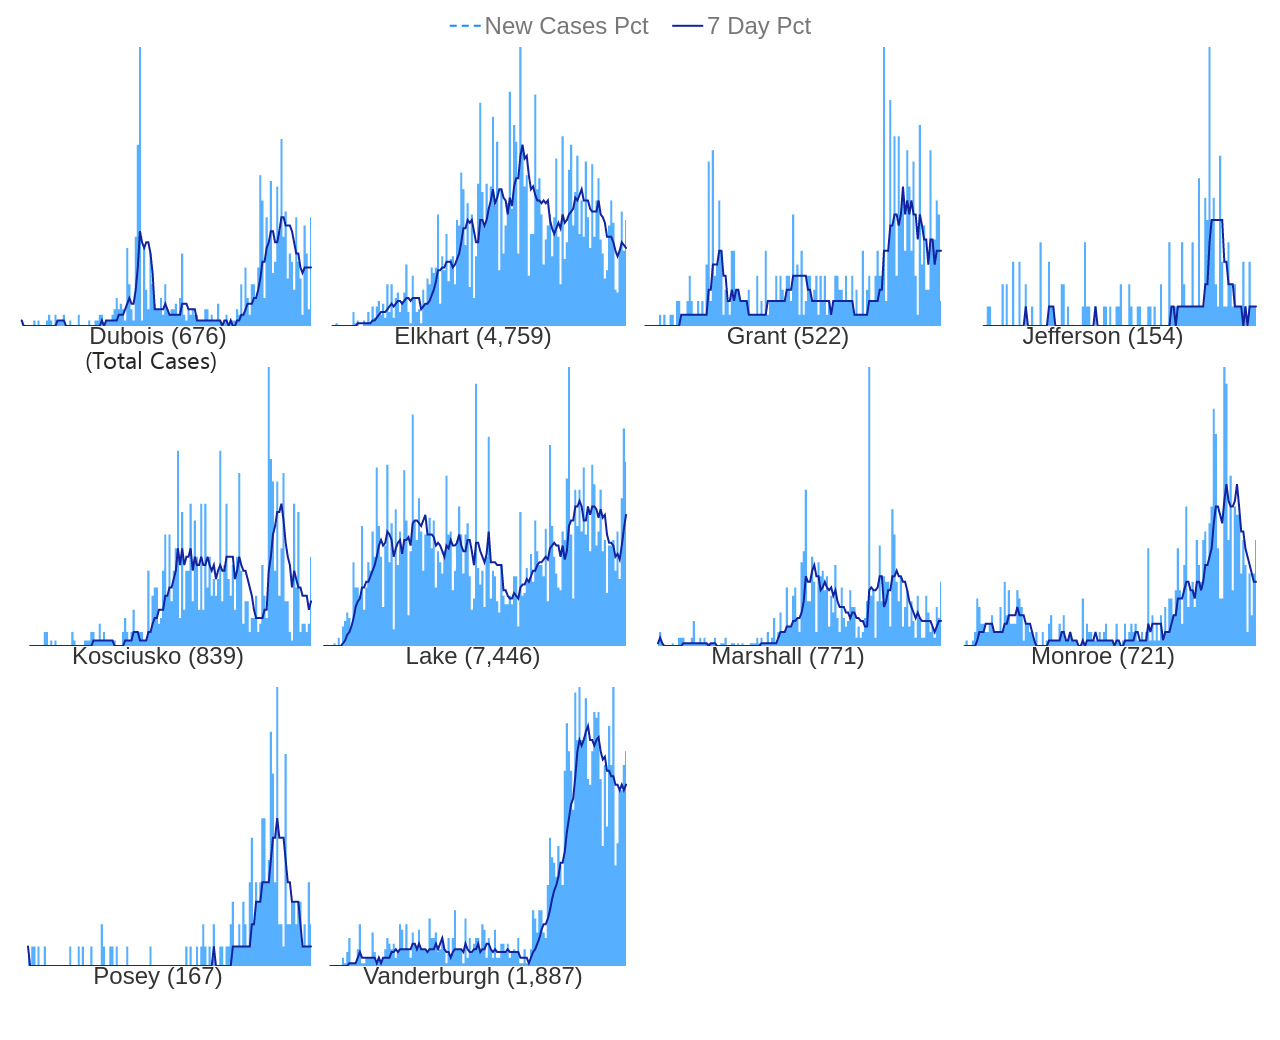 New Cases Pct 7 Day Pct
Dubois (676) Elkhart (4,759) Grant (522) Jefferson (154)
(Total Cases)
Kosciusko (839) Lake (7,446) Marshall (771) Monroe (721)
Posey (167) Vanderburgh (1,887)